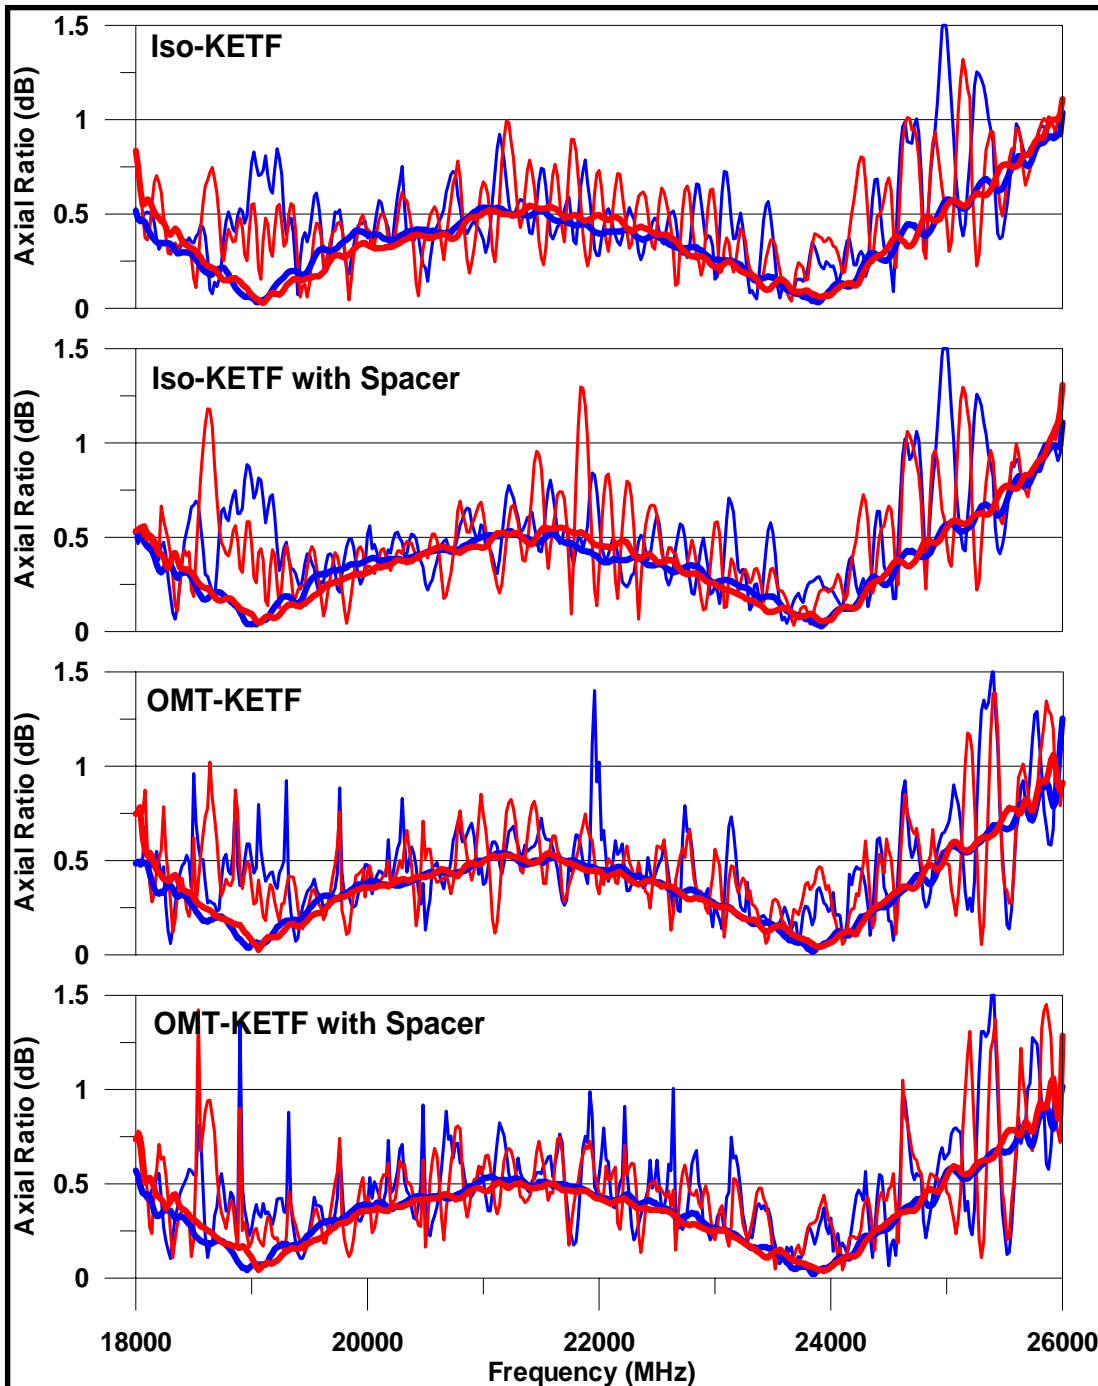 1.5
Iso-KETF
1
0.5
0
Axial Ratio (dB)
1.5
Iso-KETF with Spacer
1
0.5
0
Axial Ratio (dB)
1.5
OMT-KETF
1
0.5
0
Axial Ratio (dB)
1.5
OMT-KETF with Spacer
1
0.5
0
Axial Ratio (dB)
18000 20000 22000 24000 26000
Frequency (MHz)